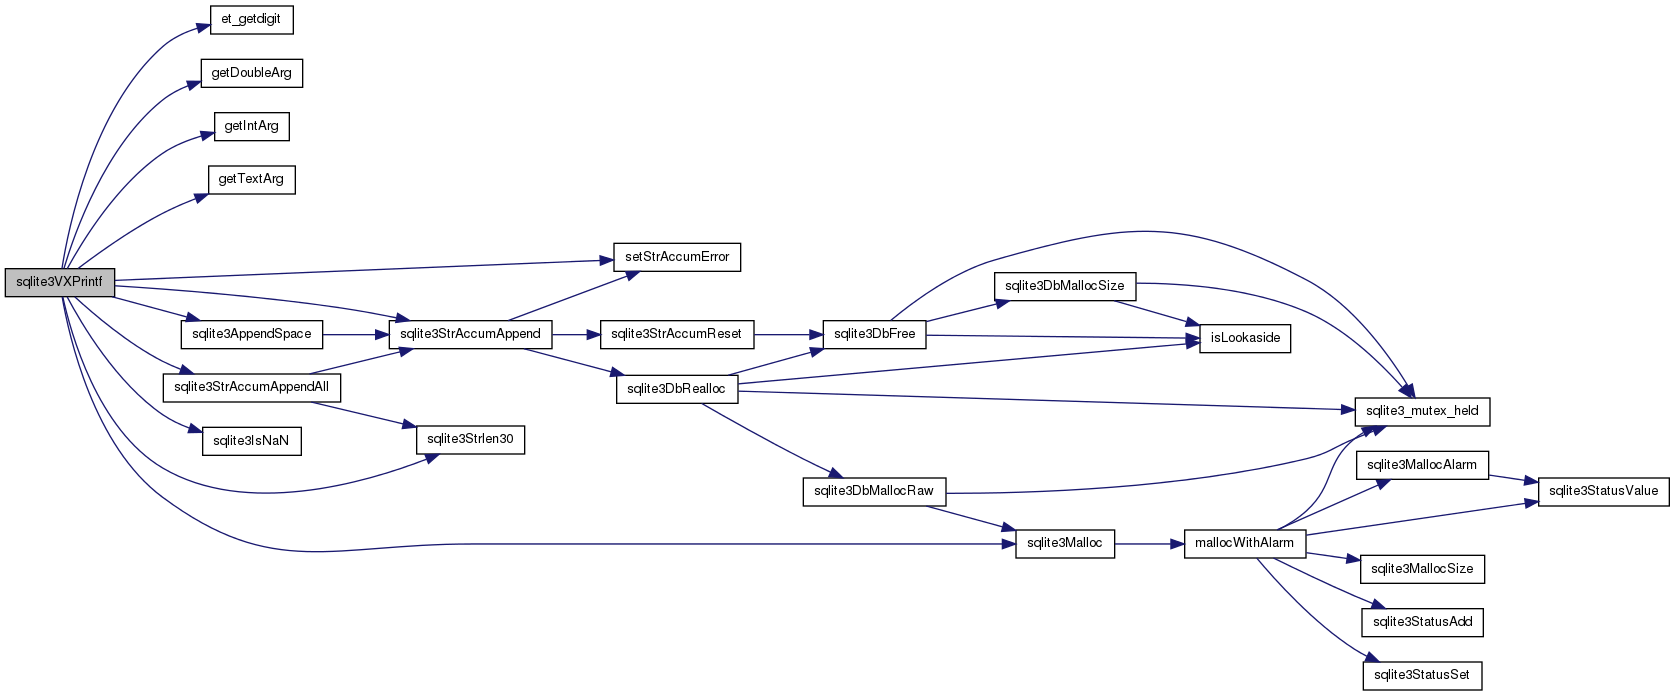 et_getdigit
getDoubleArg
getIntArg
getTextArg
sqlite3VXPrintf
setStrAccumError
sqlite3AppendSpace
sqlite3StrAccumAppend
sqlite3StrAccumReset
sqlite3DbFree
sqlite3DbMallocSize
isLookaside
sqlite3StrAccumAppendAll
sqlite3DbRealloc
sqlite3_mutex_held
sqlite3IsNaN
sqlite3Strlen30
sqlite3MallocAlarm
sqlite3DbMallocRaw
sqlite3StatusValue
sqlite3Malloc
mallocWithAlarm
sqlite3MallocSize
sqlite3StatusAdd
sqlite3StatusSet